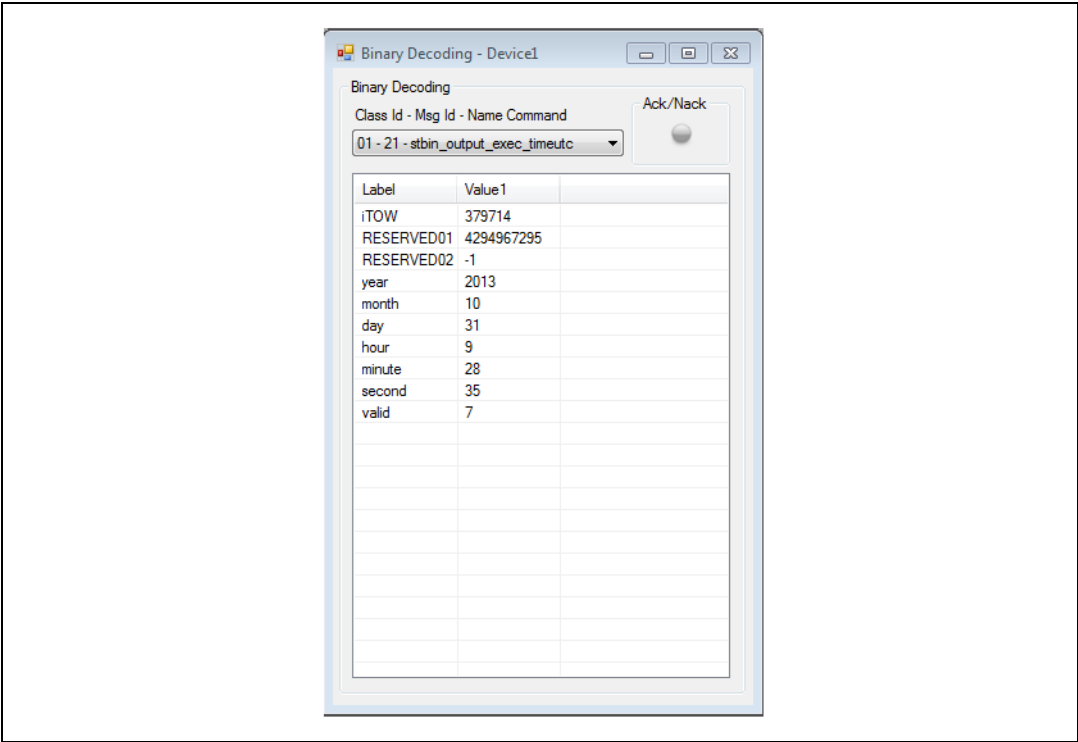 Binary Decoding - Device1
Binary Decoding
Class Id - Msg Id - Name Command
Ack/Nack
01 - 21 - stbin_output_exec_timeutc
Label Value1
iTOW 379714
RESERVED01 4294967295
RESERVED02 -1
year 2013
month 10
day 31
hour 9
minute 28
second 35
valid 7